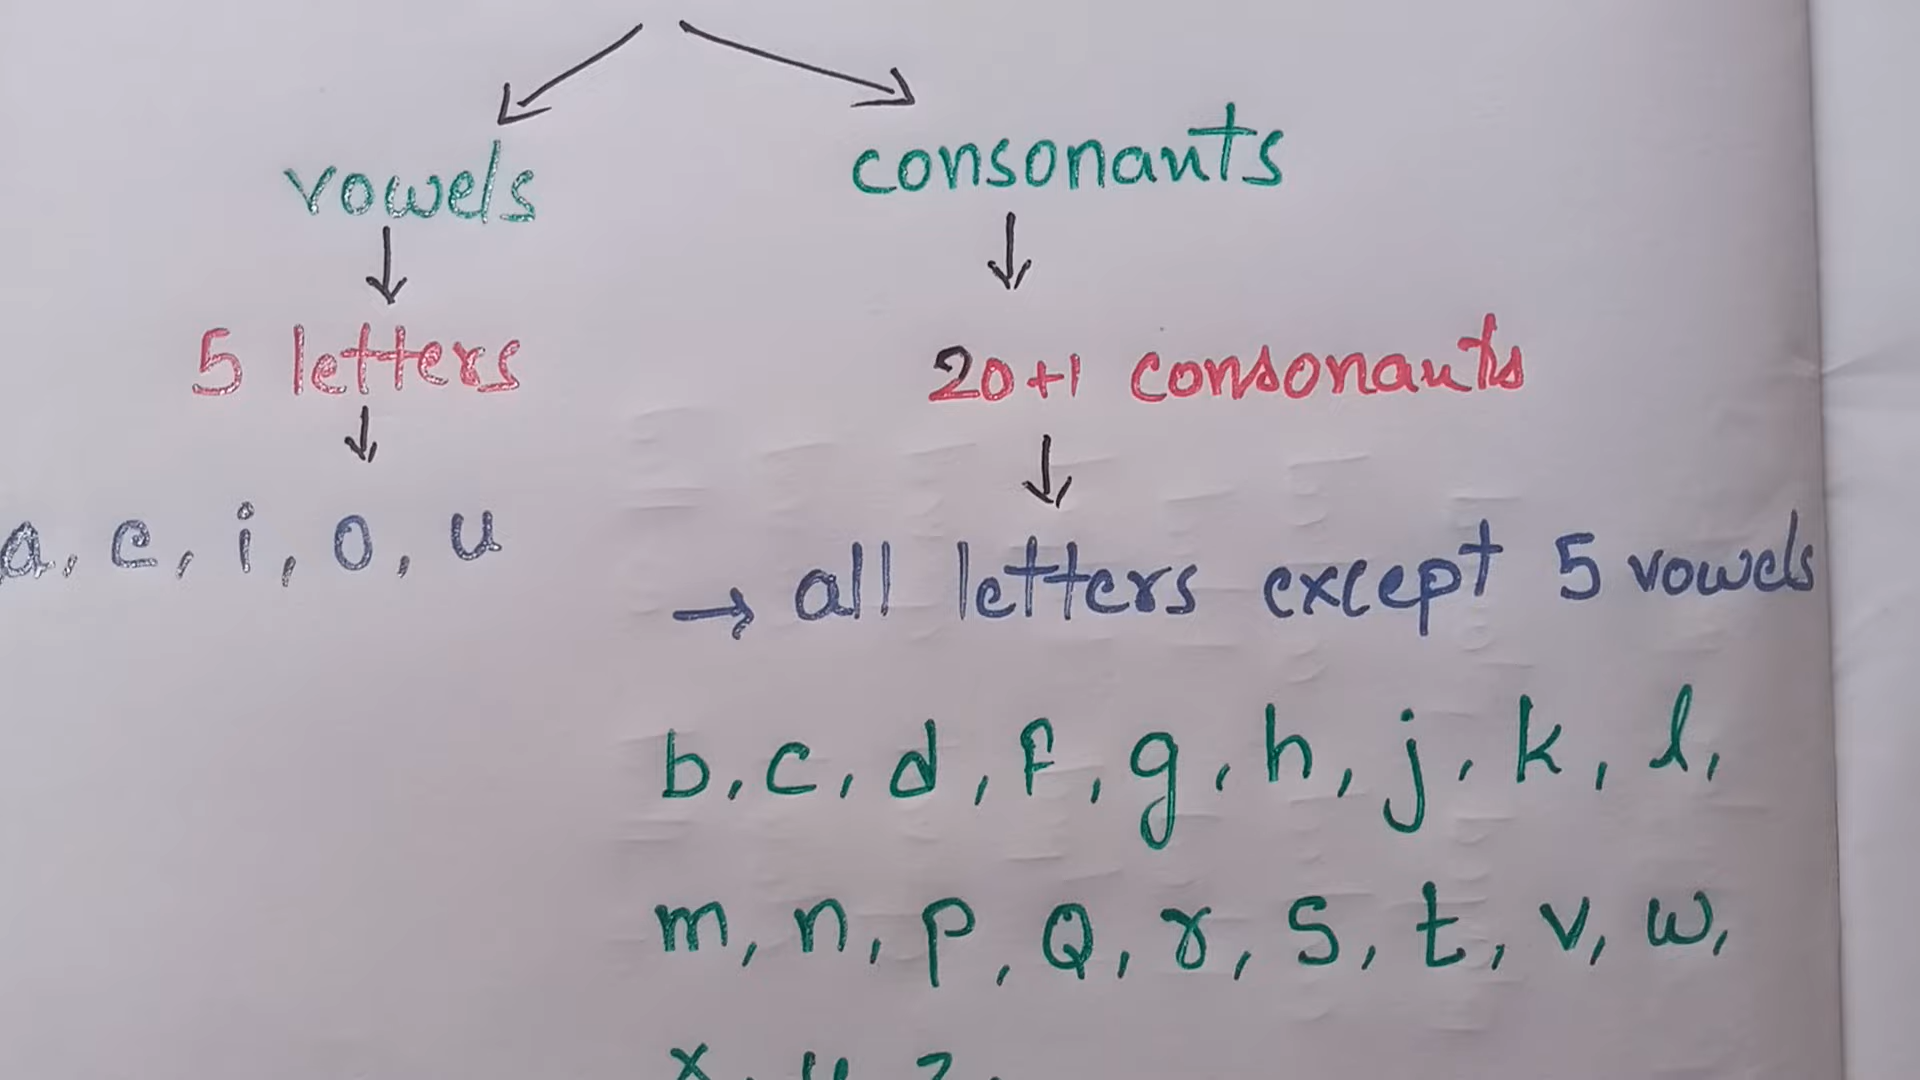 vowels
consonants
5 letters
20+1 consonants
a, e, i, o, u
→ all letters except 5 vowels
b, c, d, f, g, h, j, k, l,
m, n, p, Q, r, s, t, v, w,
x, y, z.